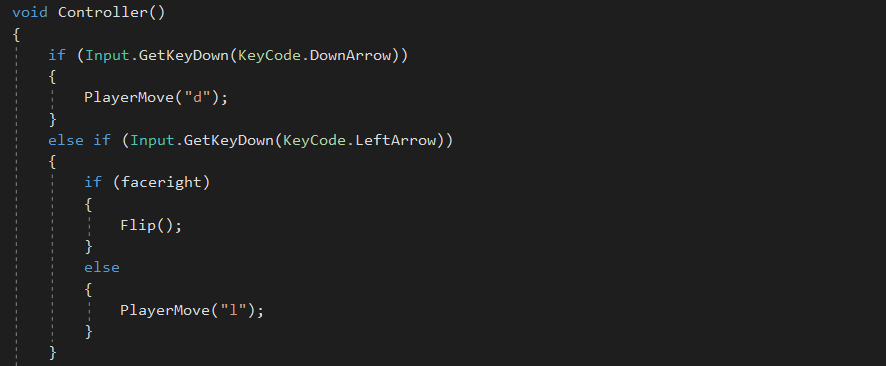 void Controller()
{
if (Input.GetKeyDown(KeyCode.DownArrow))
{
PlayerMove("d");
}
else if (Input.GetKeyDown(KeyCode.LeftArrow))
{
if (faceright)
{
Flip();
}
else
{
PlayerMove("l");
}
}